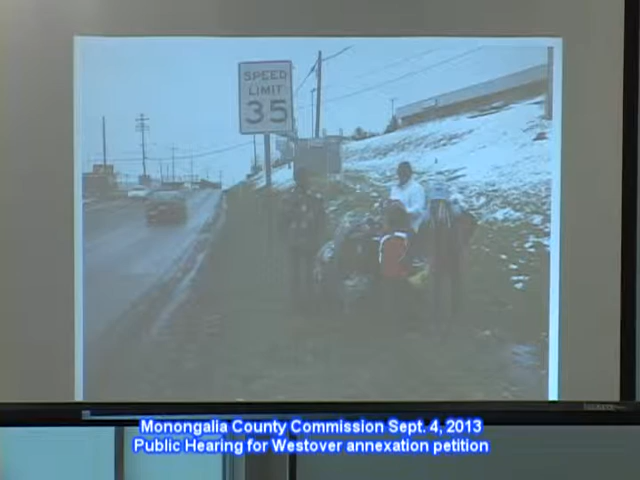 SPEED
LIMIT
35
Monongalia County Commission Sept. 4, 2013
Public Hearing for Westover annexation petition